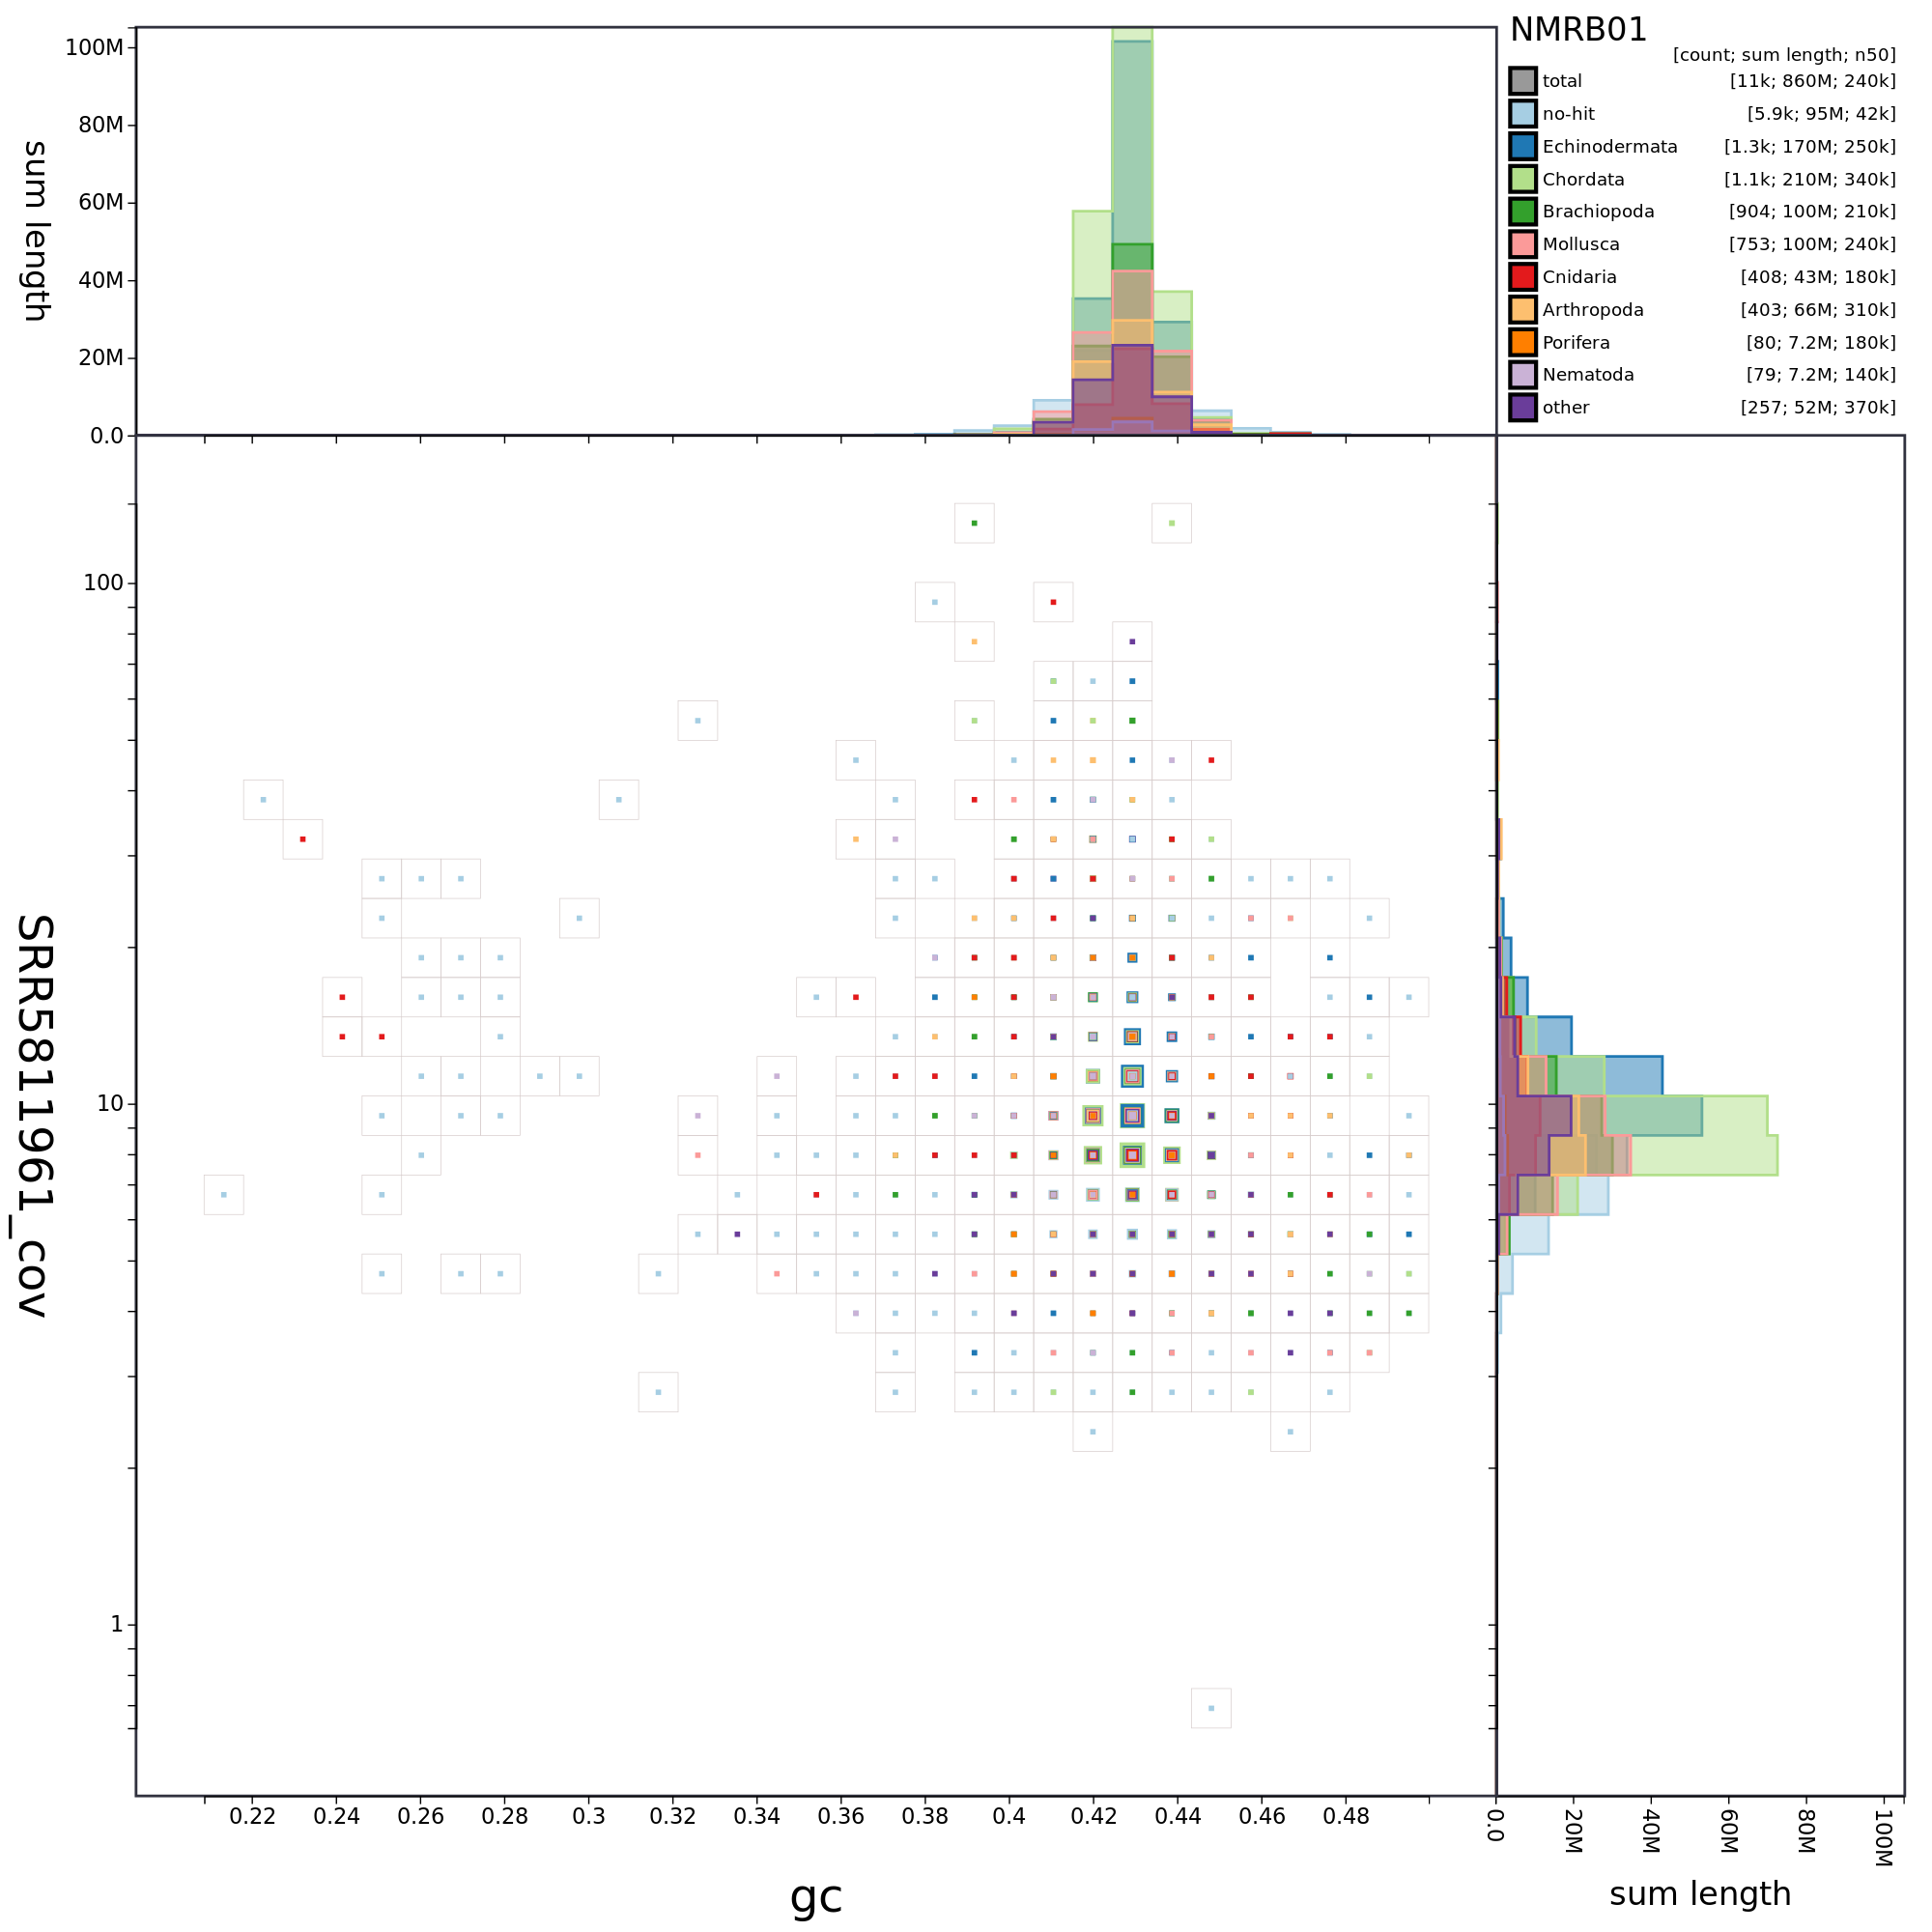 NMRB01
[count; sum length; n50]
total [11k; 860M; 240k]
no-hit [5.9k; 95M; 42k]
Echinodermata [1.3k; 170M; 250k]
Chordata [1.1k; 210M; 340k]
Brachiopoda [904; 100M; 210k]
Mollusca [753; 100M; 240k]
Cnidaria [408; 43M; 180k]
Arthropoda [403; 66M; 310k]
Porifera [80; 7.2M; 180k]
Nematoda [79; 7.2M; 140k]
other [257; 52M; 370k]
sum length
100M
80M
60M
40M
20M
0.0
SRR5811961_cov
100
10
1
0.22 0.24 0.26 0.28 0.3 0.32 0.34 0.36 0.38 0.4 0.42 0.44 0.46 0.48
gc
0.0 20M 40M 60M 80M 100M
sum length